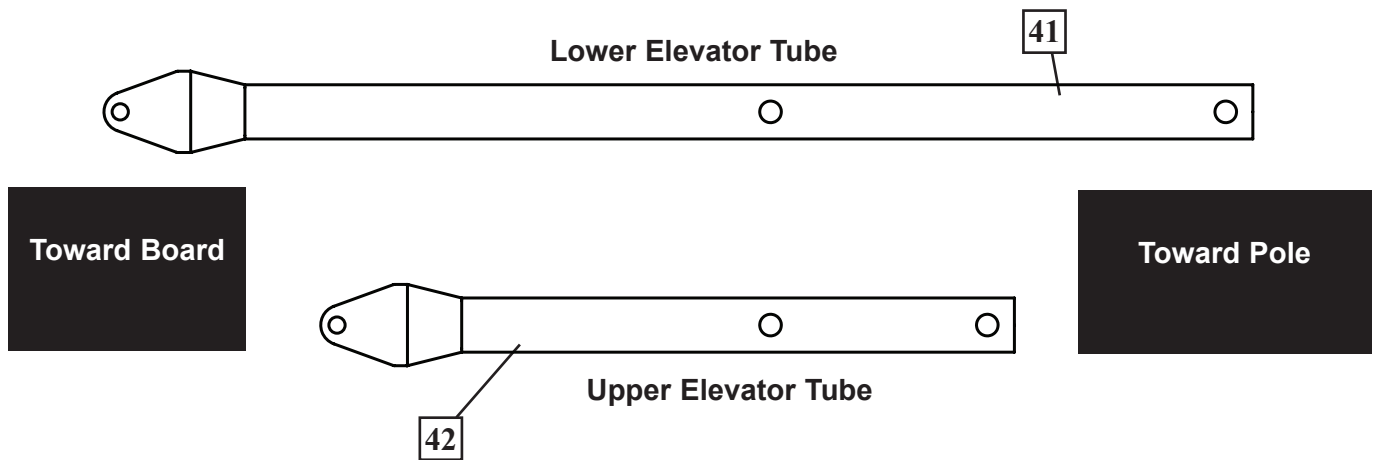 41
Lower Elevator Tube
Toward Board
Toward Pole
Upper Elevator Tube
42